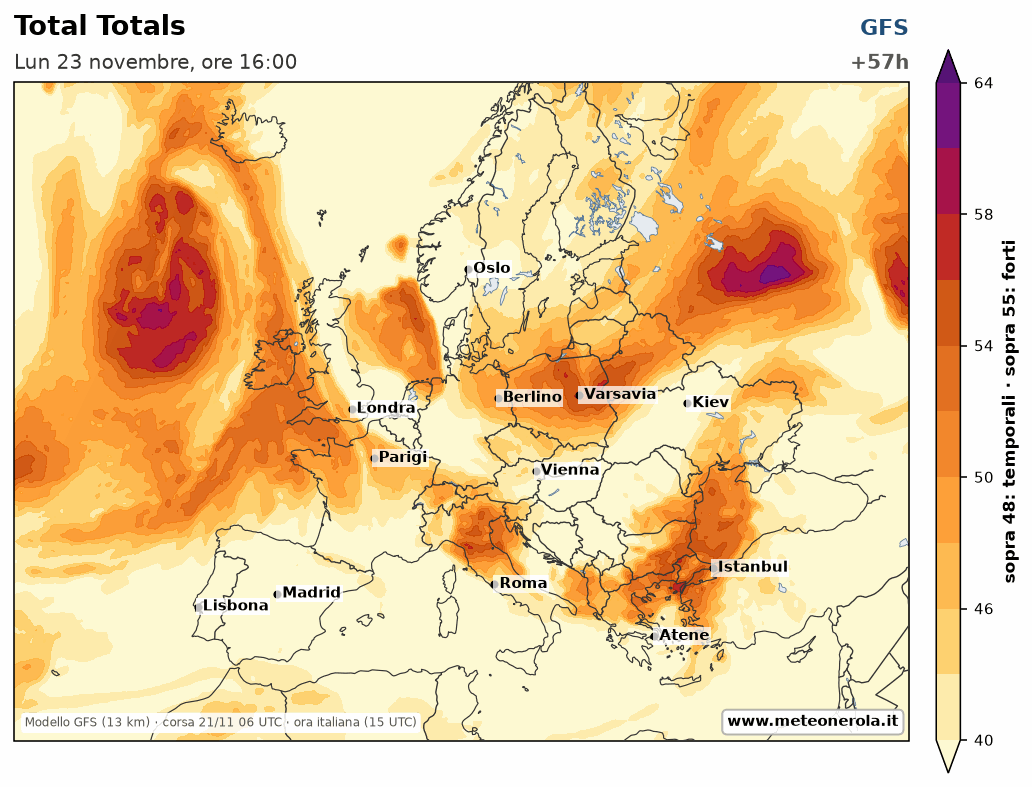 Total Totals
GFS
Lun 23 novembre, ore 16:00
+57h
64
58
54
50
46
40
sopra 48: temporali · sopra 55: forti
Oslo
Londra
Berlino
Varsavia
Kiev
Parigi
Vienna
Istanbul
Roma
Madrid
Lisbona
Atene
Modello GFS (13 km) · corsa 21/11 06 UTC · ora italiana (15 UTC)
www.meteonerola.it